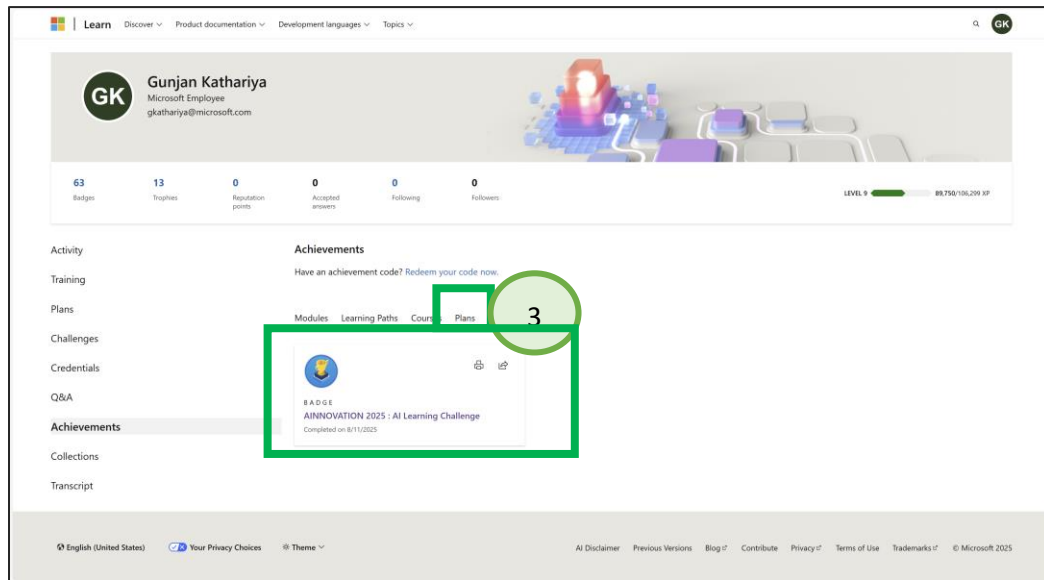 Learn Discover Product documentation Development languages Topics GK
GK
Gunjan Kathariya
Microsoft Employee
gkathariya@microsoft.com
63 13 0 0 0 0
Badges Trophies Reputation points Accepted answers Following Followers
LEVEL 9 89,750/106,299 XP
Activity
Training
Plans
Challenges
Credentials
Q&A
Achievements
Collections
Transcript
Achievements
Have an achievement code? Redeem your code now.
Modules Learning Paths Plans
3
BADGE
AINNOVATION 2025 : AI Learning Challenge
Completed on 8/11/2025
English (United States) Your Privacy Choices Theme
AI Disclaimer Previous Versions Blog Contribute Privacy Terms of Use Trademarks © Microsoft 2025